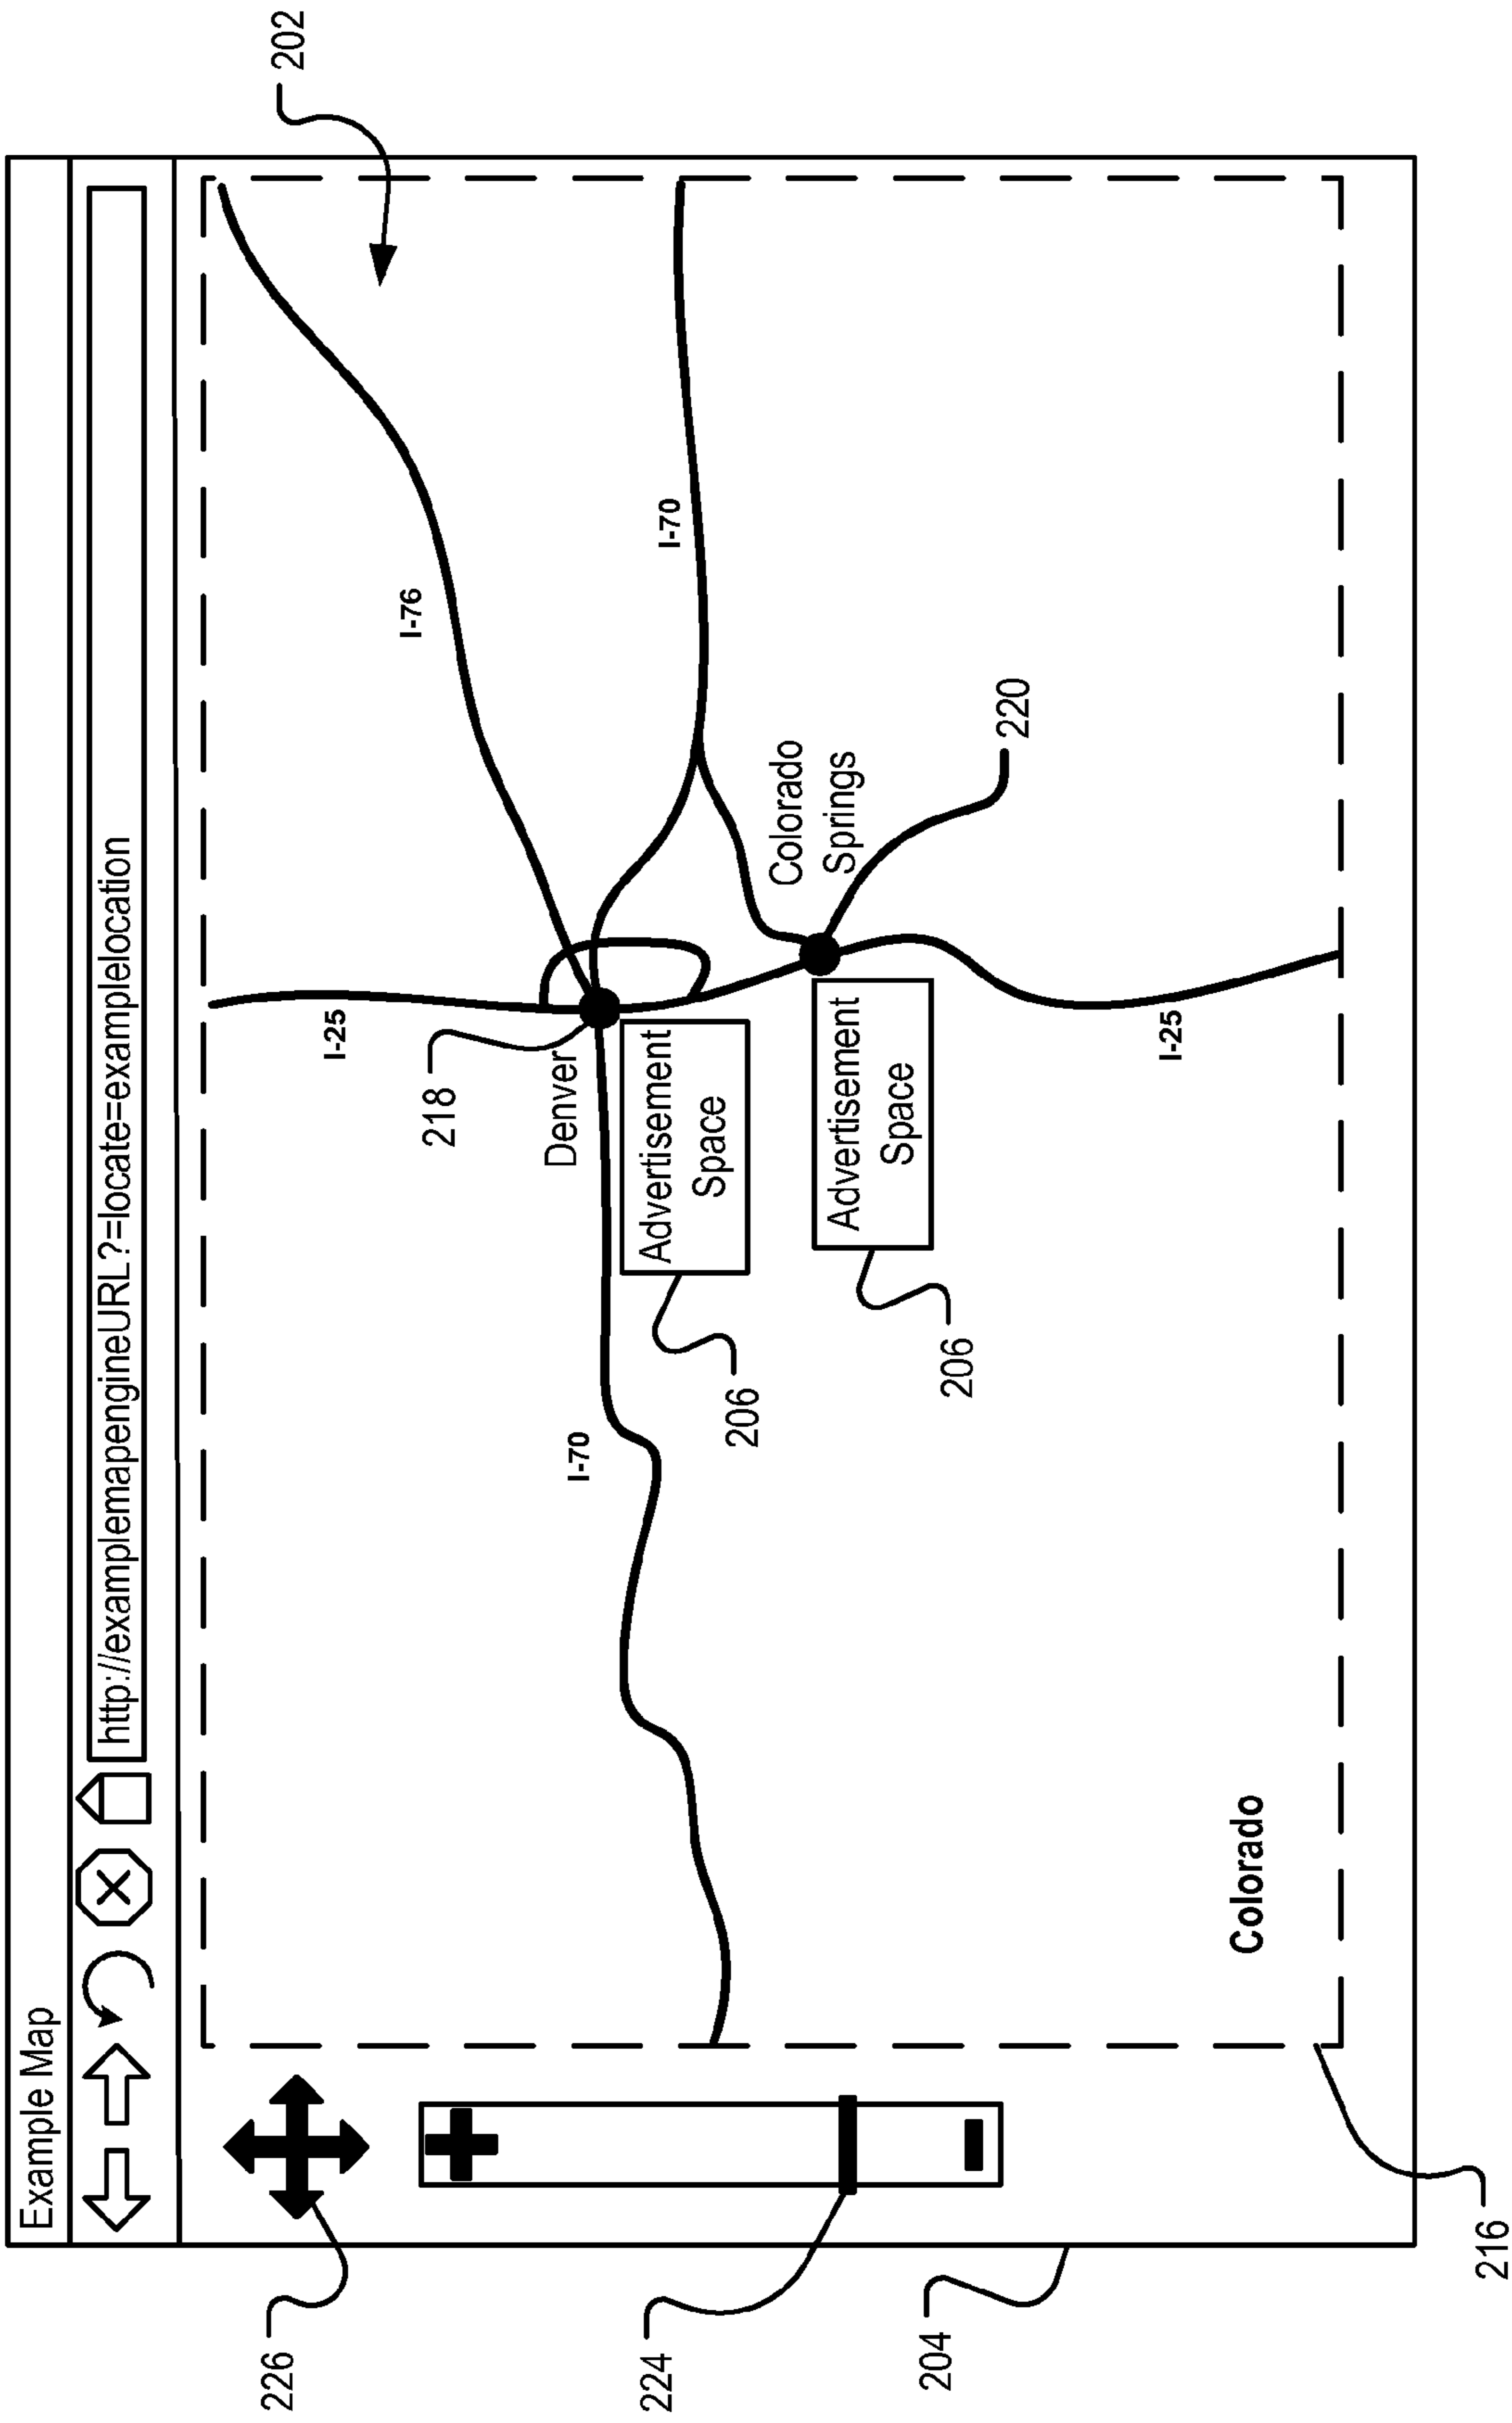 Example Map
http://examplemapengineURL?=locate=examplelocation
202
226
I-25
I-76
218
Denver
I-70
I-70
Advertisement
Space
224
206
Colorado
Springs
Advertisement
Space
204
206
220
I-25
Colorado
216